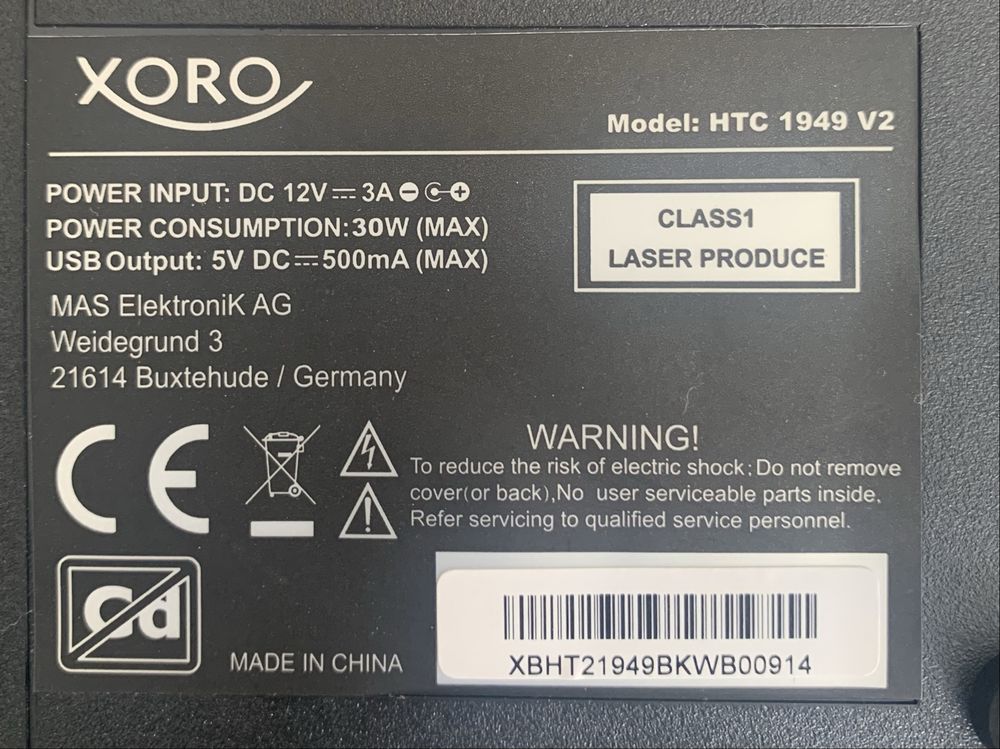 XORO
Model: HTC 1949 V2
POWER INPUT: DC 12V⎓3A
POWER CONSUMPTION:30W (MAX)
USB Output: 5V DC⎓500mA (MAX)
CLASS1
LASER PRODUCE
MAS ElektroniK AG
Weidegrund 3
21614 Buxtehude / Germany
CE
WARNING!
To reduce the risk of electric shock: Do not remove
cover(or back),No user serviceable parts inside.
Refer servicing to qualified service personnel.
Cd
MADE IN CHINA
XBHT21949BKWB00914